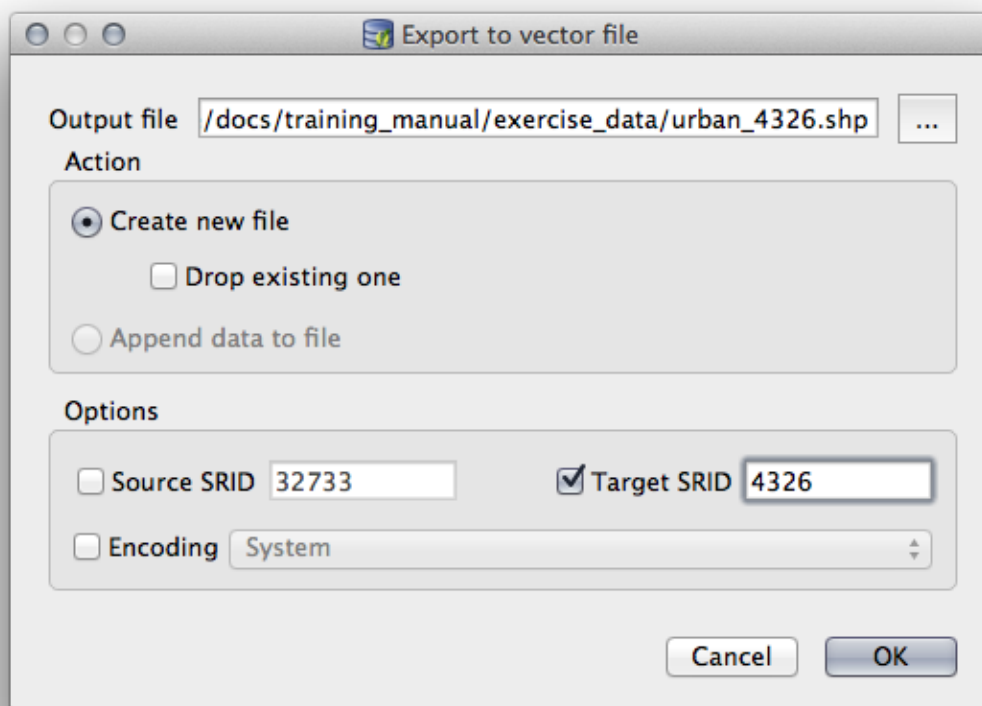 Export to vector file
Output file /docs/training_manual/exercise_data/urban_4326.shp ...
Action
Create new file
Drop existing one
Append data to file
Options
Source SRID 32733 Target SRID 4326
Encoding System
Cancel OK